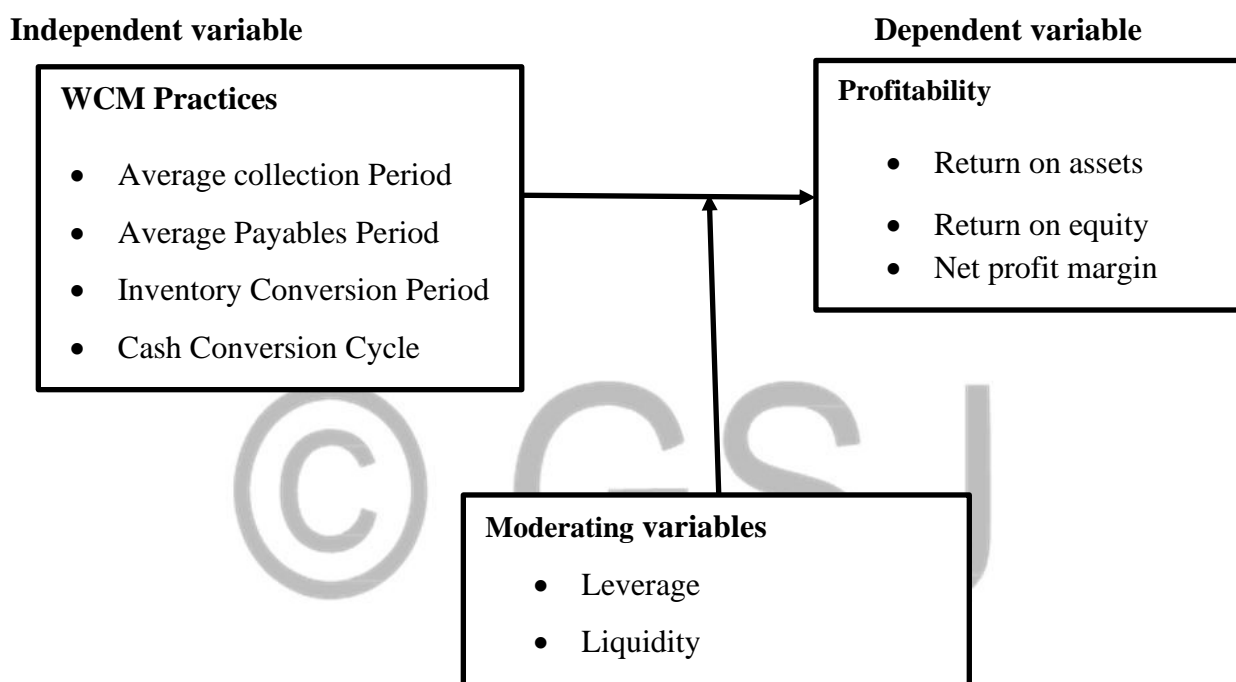 Independent variable
Dependent variable
WCM Practices
• Average collection Period
• Average Payables Period
• Inventory Conversion Period
• Cash Conversion Cycle
Profitability
• Return on assets
• Return on equity
• Net profit margin
© GSJ
Moderating variables
• Leverage
• Liquidity